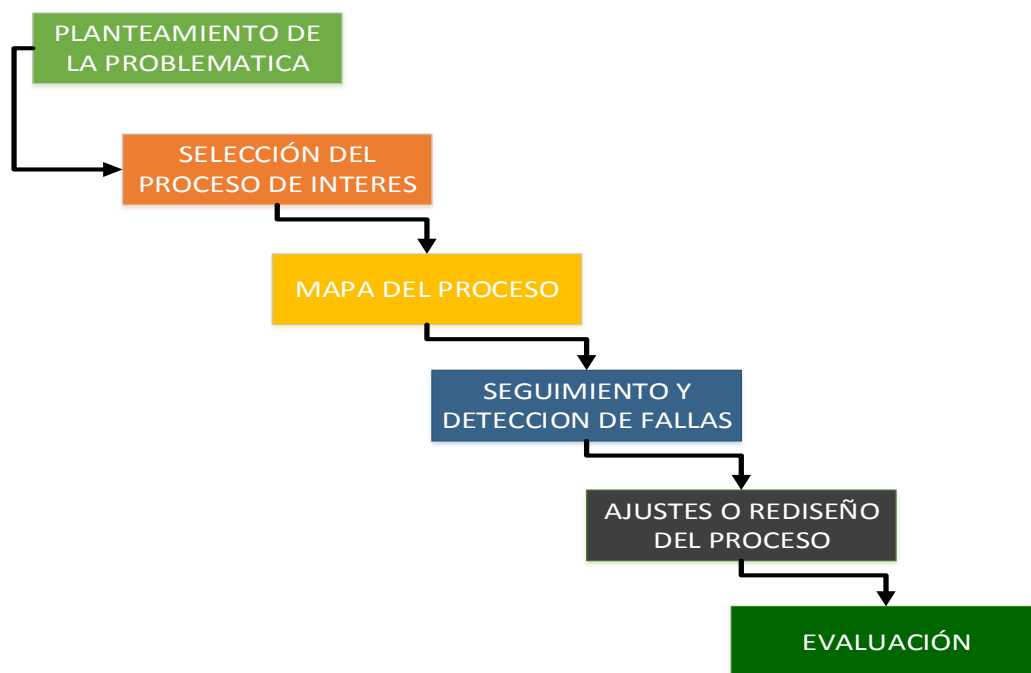 PLANTEAMIENTO DE
LA PROBLEMATICA
SELECCIÓN DEL
PROCESO DE INTERES
MAPA DEL PROCESO
SEGUIMIENTO Y
DETECCION DE FALLAS
AJUSTES O REDISEÑO
DEL PROCESO
EVALUACIÓN